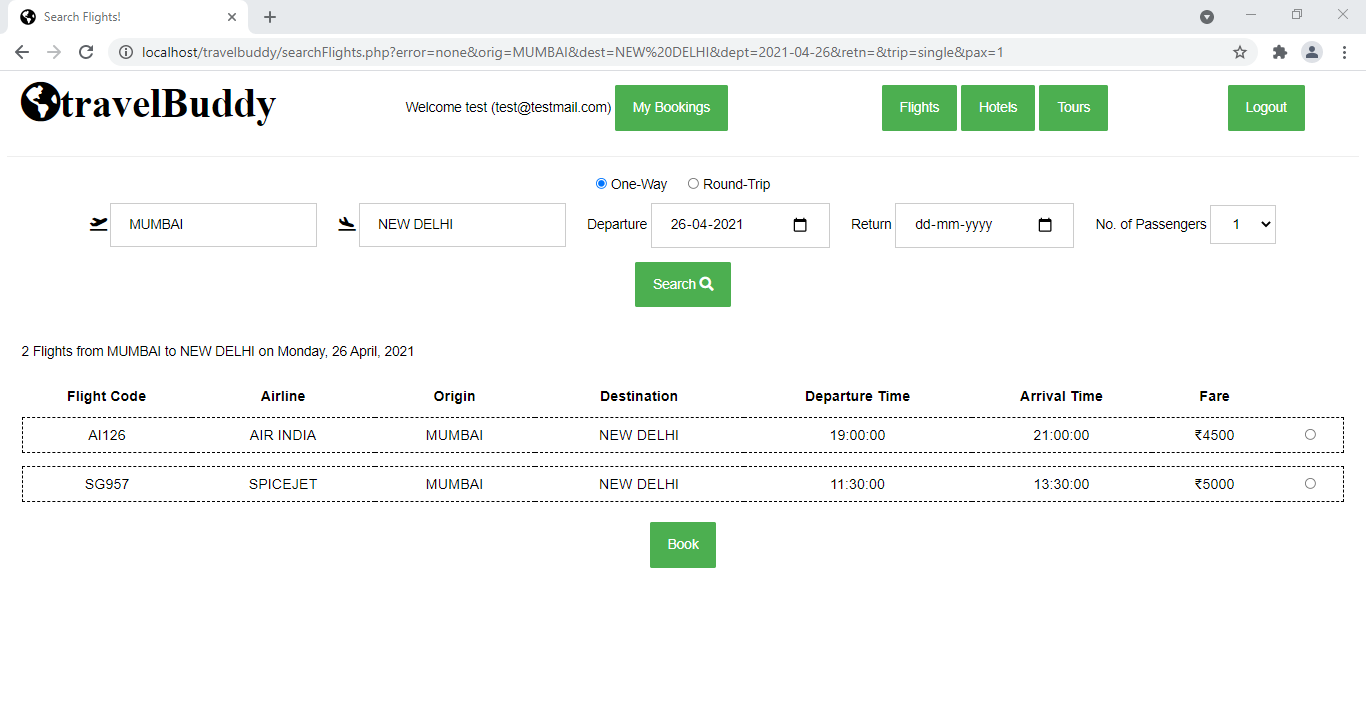 Search Flights!
localhost/travelbuddy/searchFlights.php?error=none&orig=MUMBAI&dest=NEW%20DELHI&dept=2021-04-26&retn=&trip=single&pax=1
travelBuddy Welcome test (test@testmail.com) My Bookings Flights Hotels Tours Logout
One-Way Round-Trip
MUMBAI NEW DELHI Departure 26-04-2021 Return dd-mm-yyyy No. of Passengers 1
Search
2 Flights from MUMBAI to NEW DELHI on Monday, 26 April, 2021
Flight Code Airline Origin Destination Departure Time Arrival Time Fare
AI126 AIR INDIA MUMBAI NEW DELHI 19:00:00 21:00:00 ₹4500
SG957 SPICEJET MUMBAI NEW DELHI 11:30:00 13:30:00 ₹5000
Book